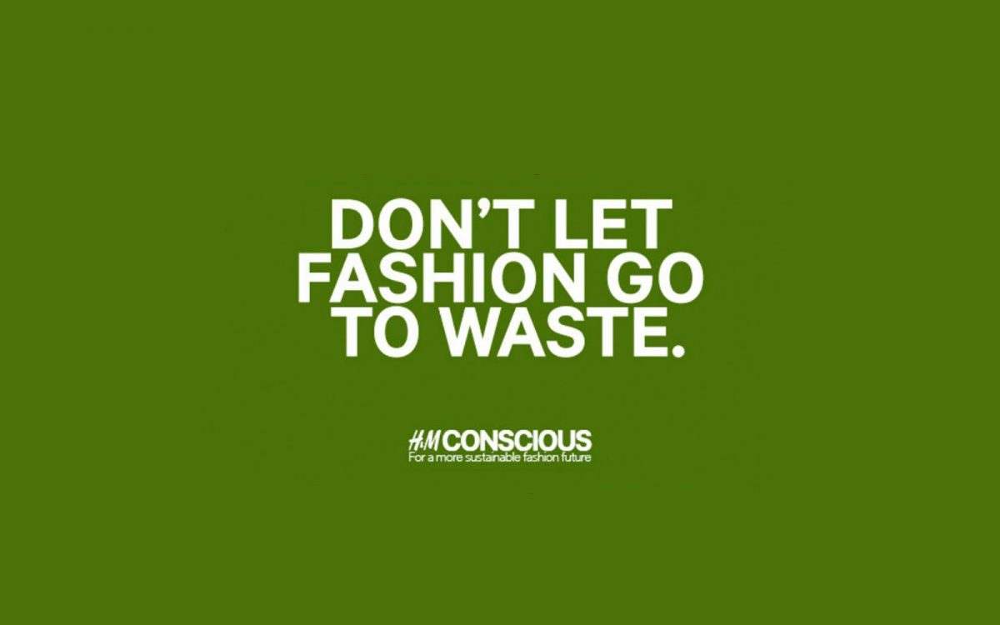 DON’T LET
FASHION GO
TO WASTE.
H&M CONSCIOUS
For a more sustainable fashion future